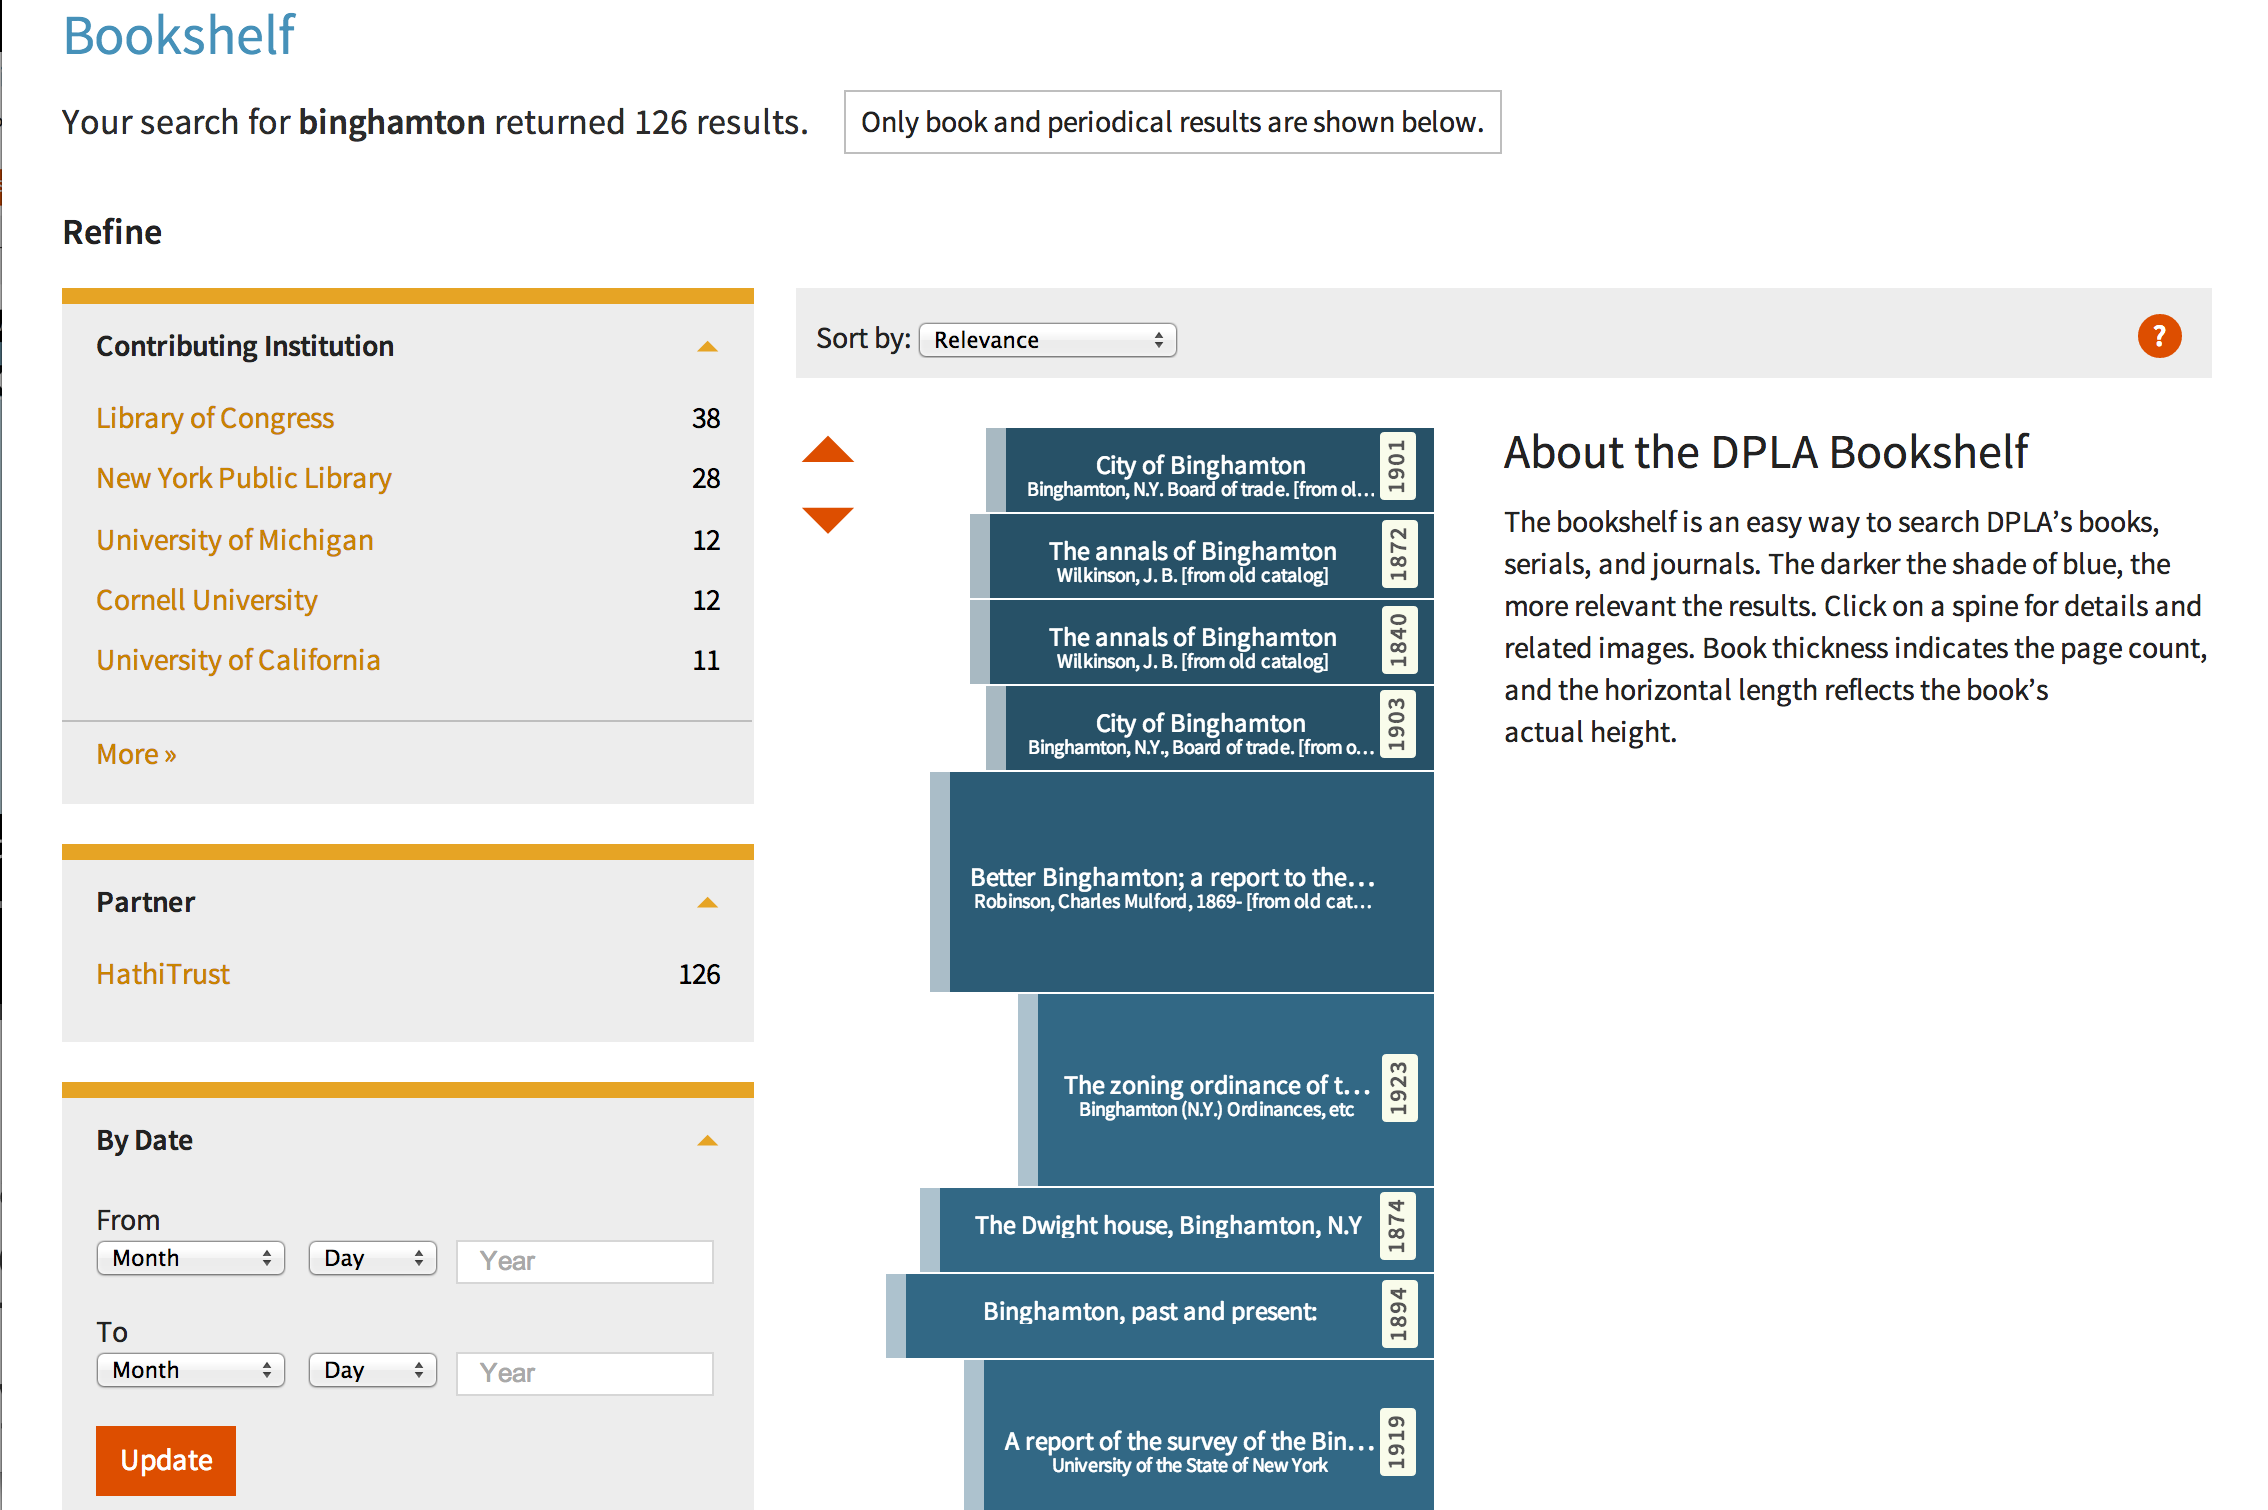 Bookshelf
Your search for binghamton returned 126 results.
Only book and periodical results are shown below.
Refine
Contributing Institution
Library of Congress 38
New York Public Library 28
University of Michigan 12
Cornell University 12
University of California 11
More »
Partner
HathiTrust 126
By Date
From
Month Day Year
To
Month Day Year
Update
Sort by: Relevance
?
City of Binghamton
Binghamton, N.Y. Board of trade. [from ol...
1901
The annals of Binghamton
Wilkinson, J. B. [from old catalog]
1872
The annals of Binghamton
Wilkinson, J. B. [from old catalog]
1840
City of Binghamton
Binghamton, N.Y., Board of trade. [from o...
1903
Better Binghamton; a report to the...
Robinson, Charles Mulford, 1869- [from old cat...
The zoning ordinance of t...
Binghamton (N.Y.) Ordinances, etc
1923
The Dwight house, Binghamton, N.Y
1874
Binghamton, past and present:
1894
A report of the survey of the Bin...
University of the State of New York
1919
About the DPLA Bookshelf
The bookshelf is an easy way to search DPLA’s books,
serials, and journals. The darker the shade of blue, the
more relevant the results. Click on a spine for details and
related images. Book thickness indicates the page count,
and the horizontal length reflects the book’s
actual height.